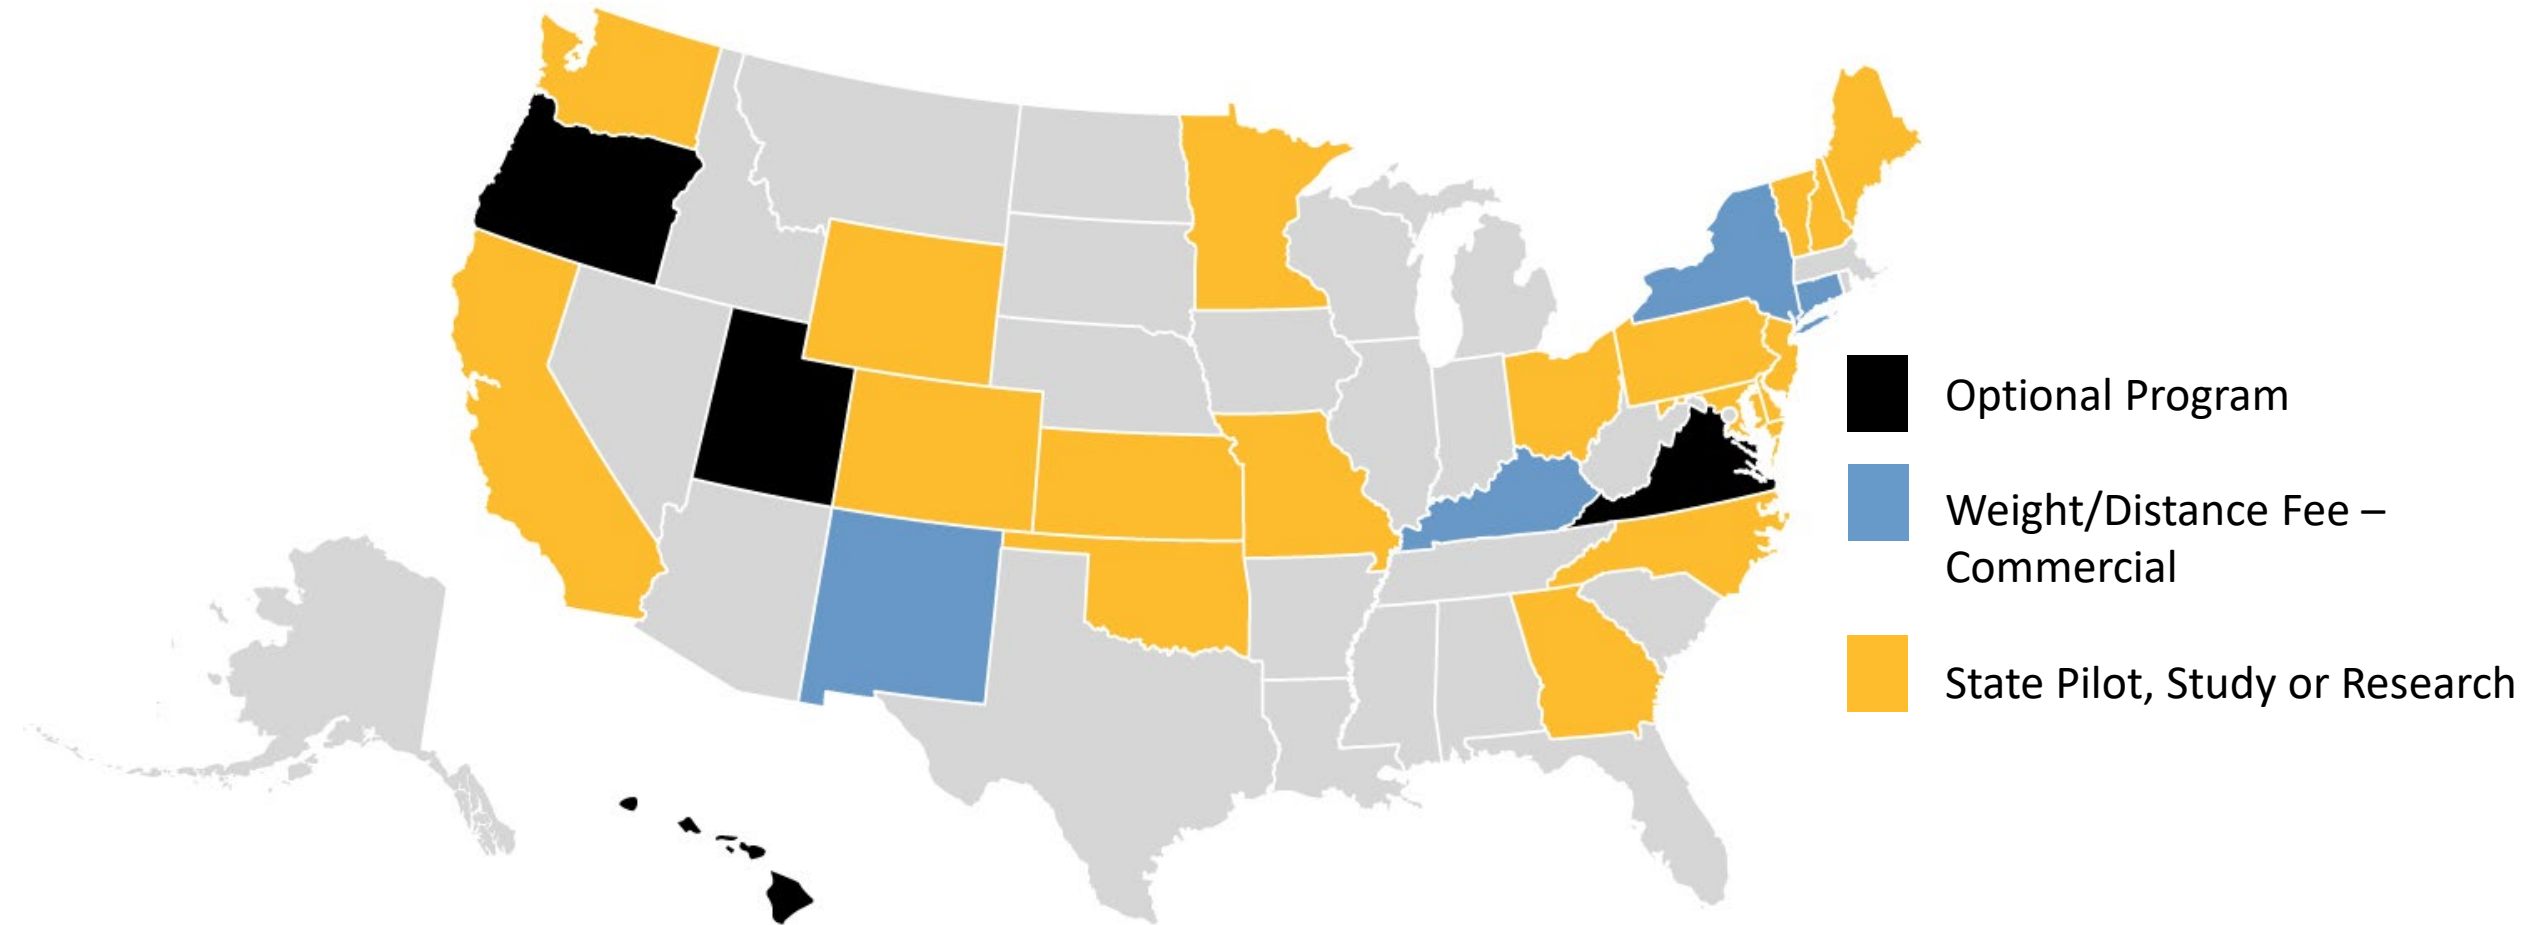 Optional Program
Weight/Distance Fee –
Commercial
State Pilot, Study or Research